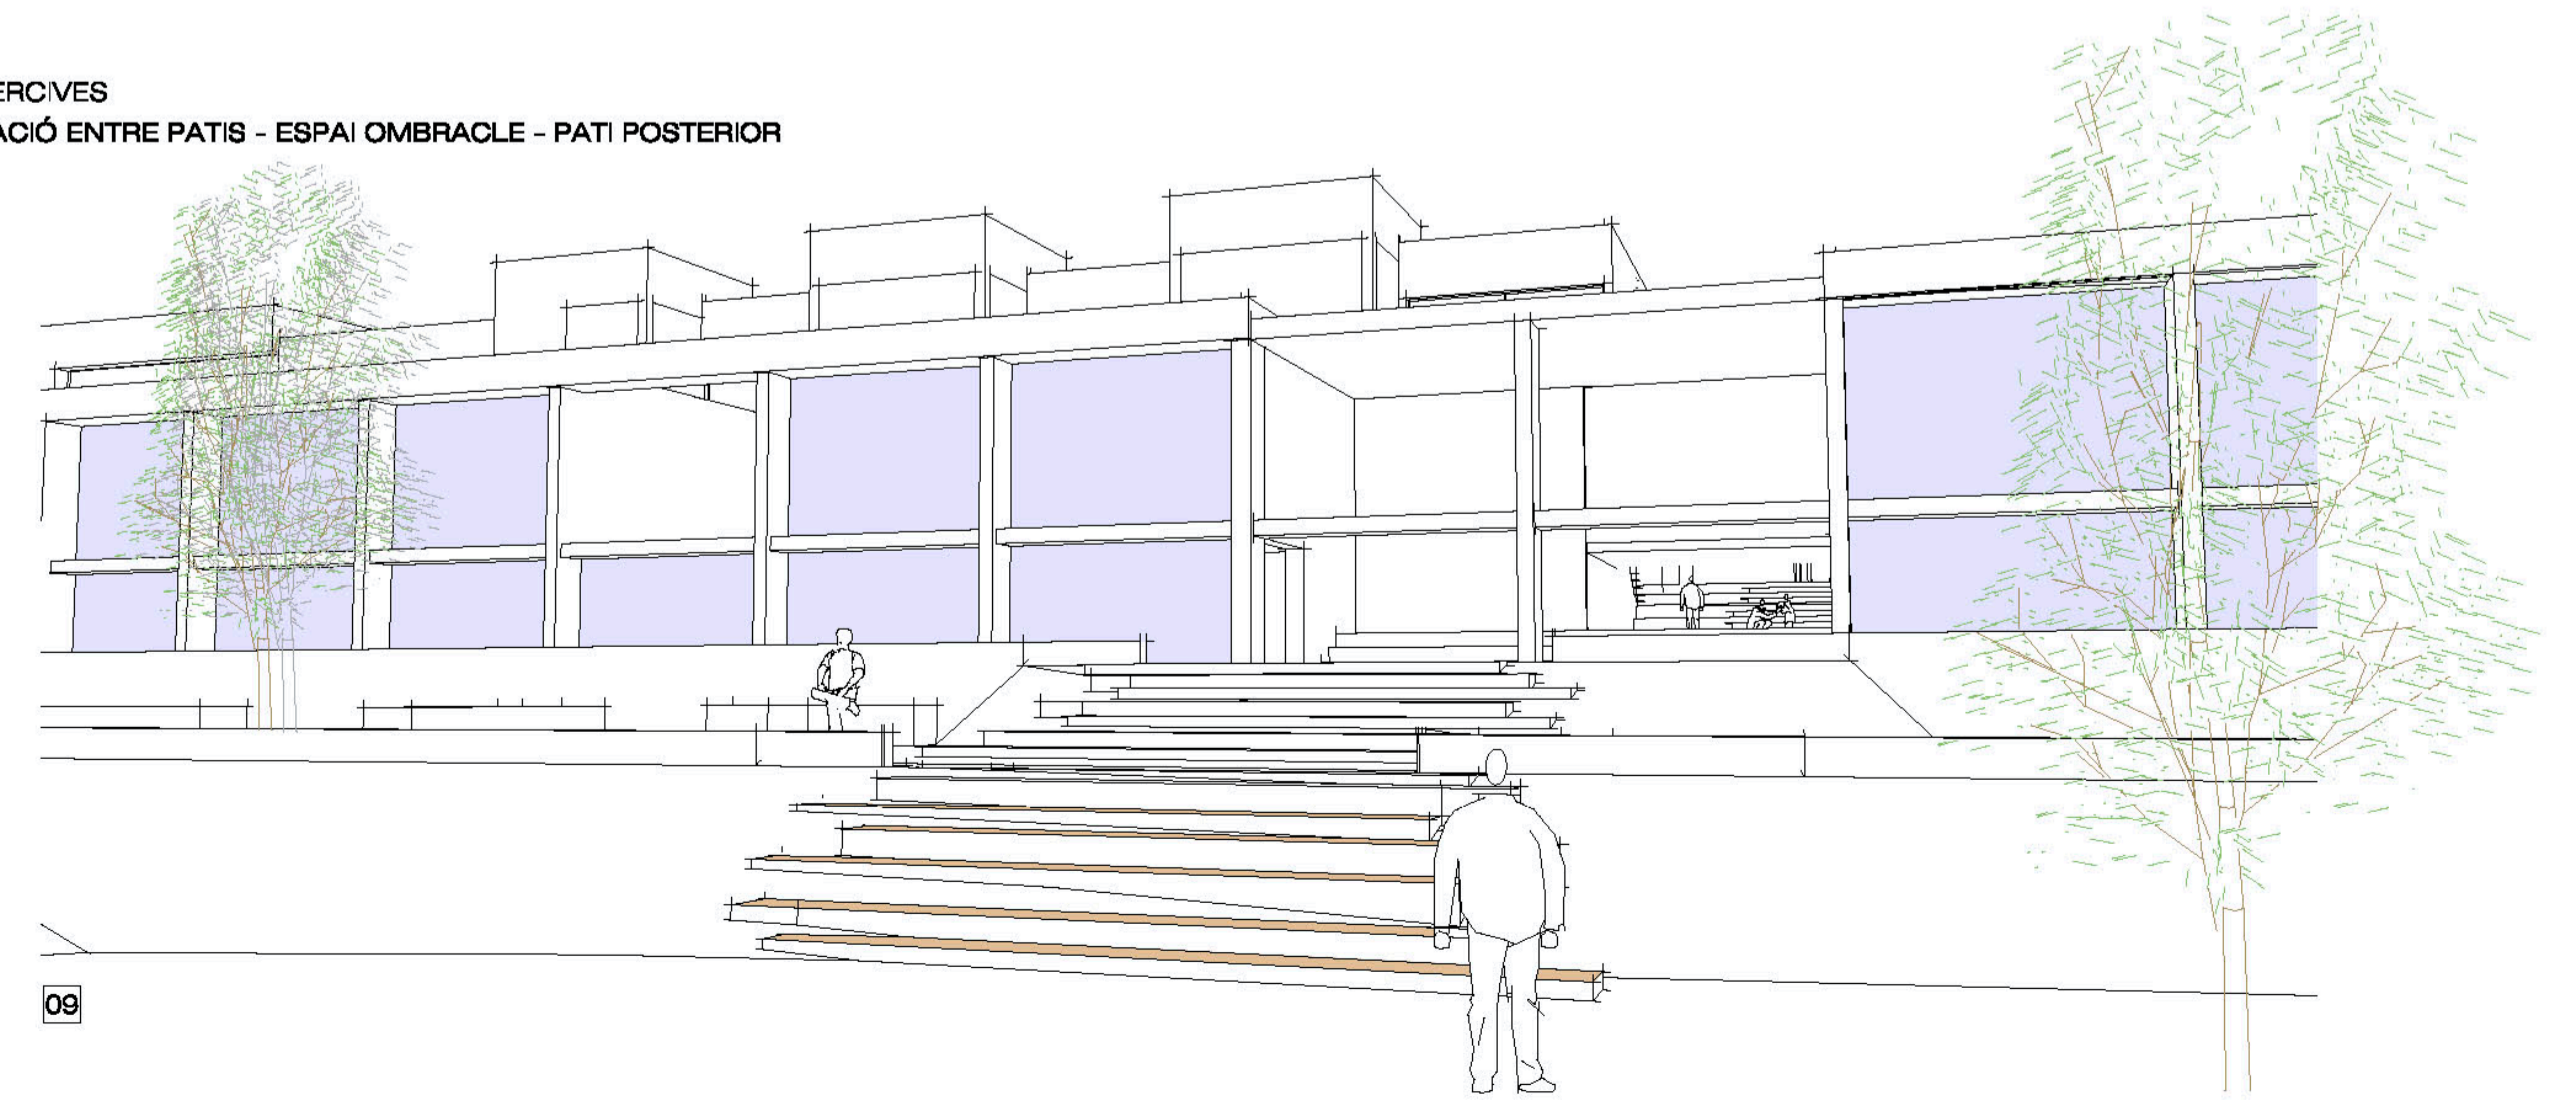 ERCIVES
ACIÓ ENTRE PATIS - ESPAI OMBRACLE - PATI POSTERIOR
09